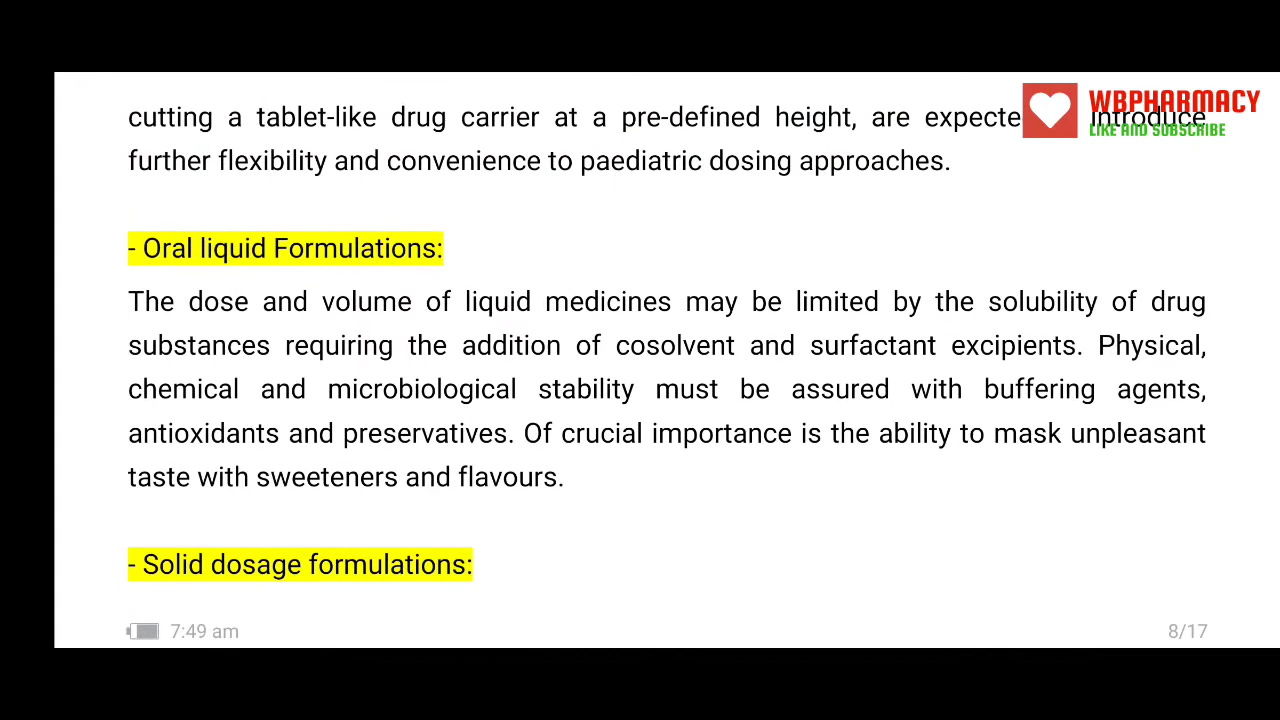 cutting a tablet-like drug carrier at a pre-defined height, are expecte introduce
further flexibility and convenience to paediatric dosing approaches.
WBPHARMACY
LIKE AND SUBSCRIBE
- Oral liquid Formulations:
The dose and volume of liquid medicines may be limited by the solubility of drug
substances requiring the addition of cosolvent and surfactant excipients. Physical,
chemical and microbiological stability must be assured with buffering agents,
antioxidants and preservatives. Of crucial importance is the ability to mask unpleasant
taste with sweeteners and flavours.
- Solid dosage formulations:
7:49 am
8/17